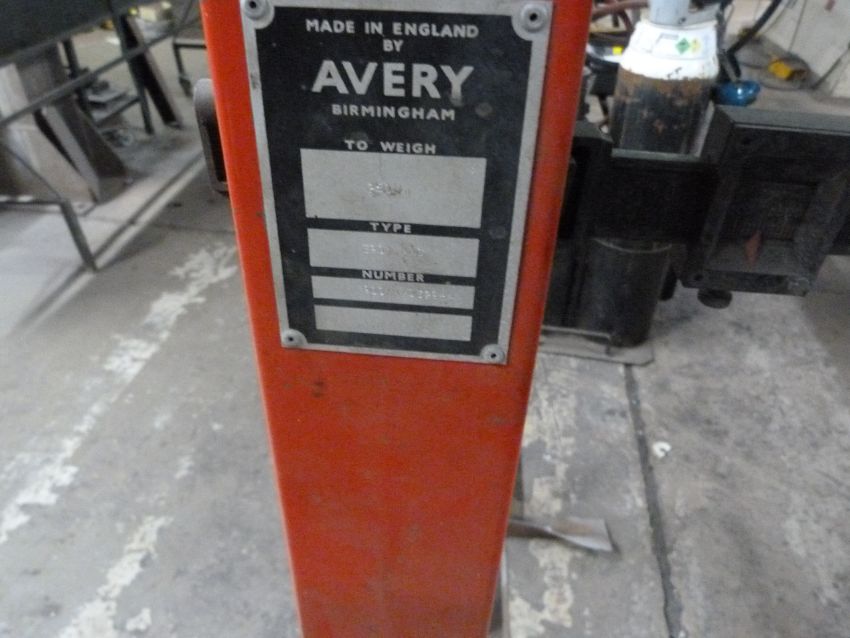 MADE IN ENGLAND
BY
AVERY
BIRMINGHAM
TO WEIGH
TYPE
NUMBER